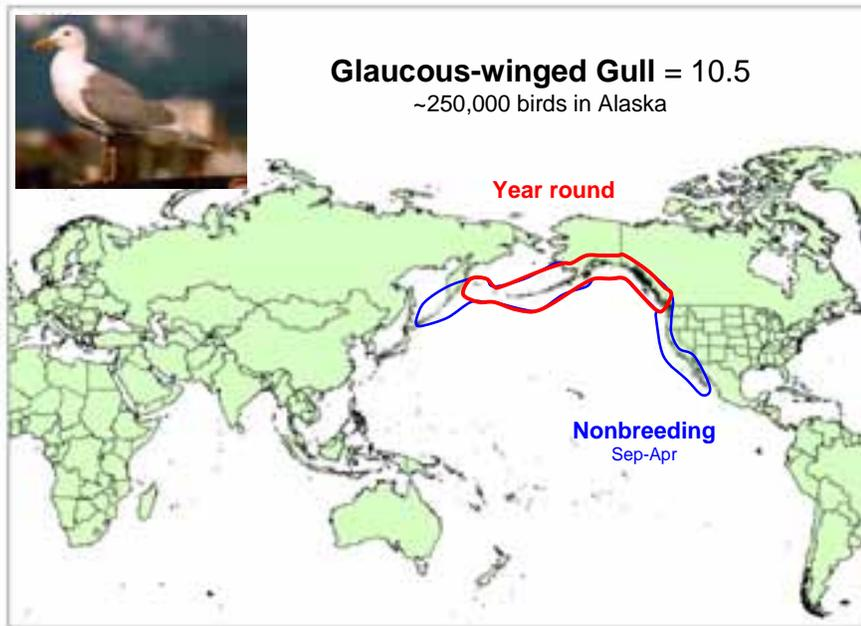 Glaucous-winged Gull = 10.5
~250,000 birds in Alaska
Year round
Nonbreeding
Sep-Apr